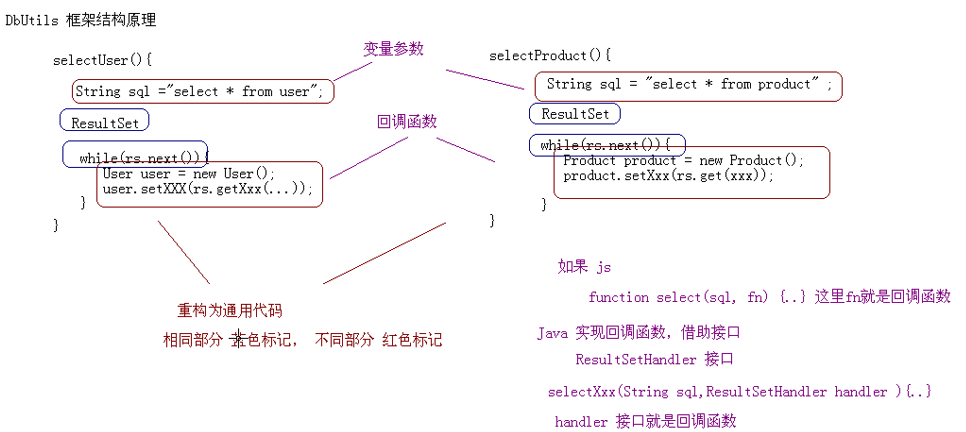 DbUtils 框架结构原理
变量参数
selectUser(){
String sql ="select * from user";
ResultSet
while(rs.next()){
User user = new User();
user.setXXX(rs.getXxx(...));
}
}
回调函数
selectProduct(){
String sql = "select * from product" ;
ResultSet
while(rs.next()){
Product product = new Product();
product.setXxx(rs.get(xxx));
}
}
重构为通用代码
相同部分 蓝色标记， 不同部分 红色标记
如果 js
function select(sql, fn) {..} 这里fn就是回调函数
Java 实现回调函数，借助接口
ResultSetHandler 接口
selectXxx(String sql,ResultSetHandler handler ){..}
handler 接口就是回调函数